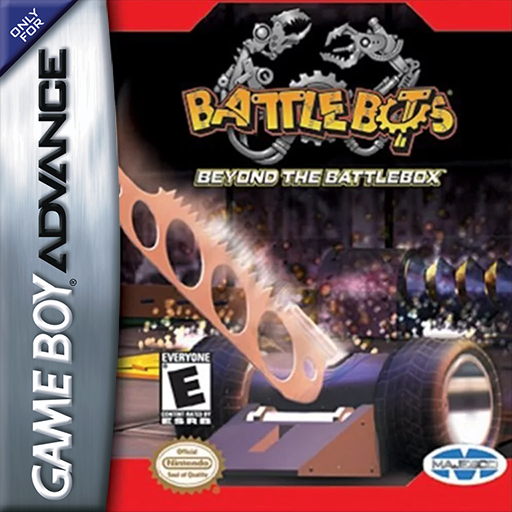 ONLY
FOR
GAME BOY ADVANCE
BATTLEBOTS
BEYOND THE BATTLEBOX
EVERYONE
E
CONTENT RATED BY
ESRB
Official
Nintendo
Seal of Quality
MAJESCO